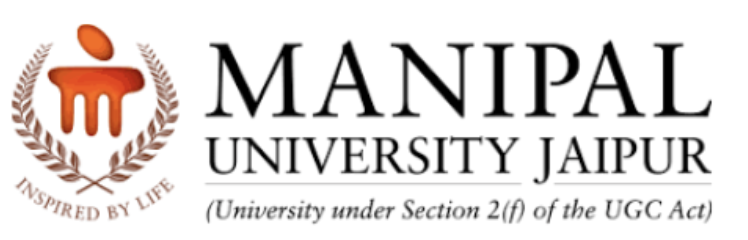 MANIPAL
UNIVERSITY JAIPUR
(University under Section 2(f) of the UGC Act)
INSPIRED BY LIFE